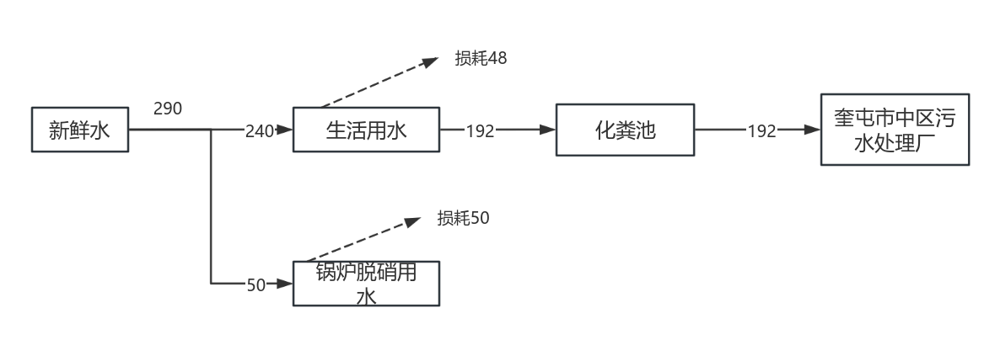 损耗48
290
新鲜水
240
生活用水
192
化粪池
192
奎屯市中区污
水处理厂
损耗50
50
锅炉脱硝用
水